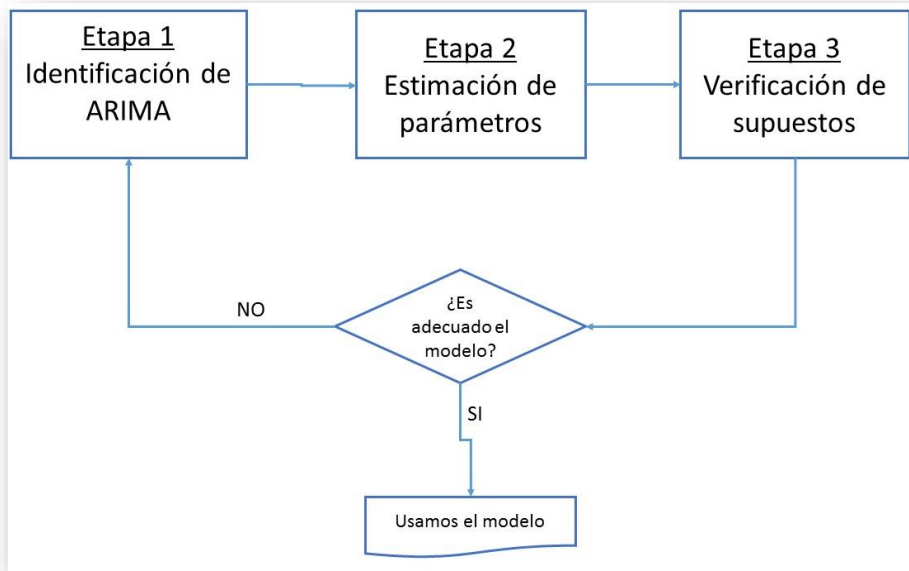 Etapa 1
Identificación de
ARIMA
Etapa 2
Estimación de
parámetros
Etapa 3
Verificación de
supuestos
¿Es
adecuado el
modelo?
NO
SI
Usamos el modelo